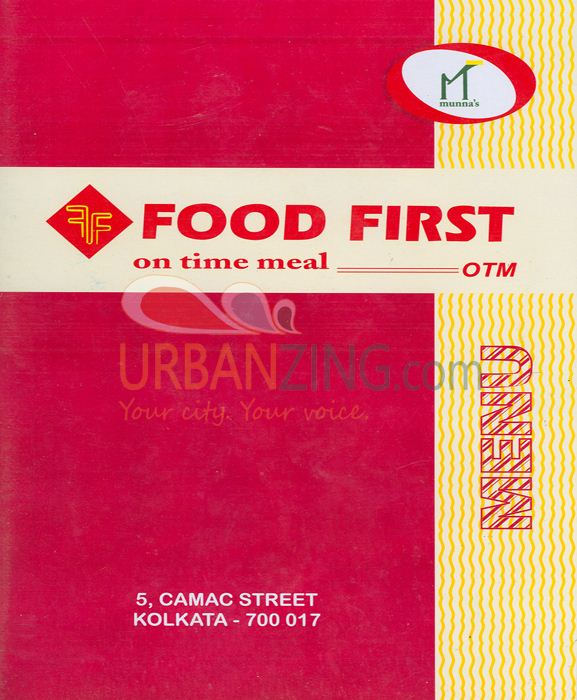 M
munna's
FF
FOOD FIRST
on time meal
OTM
URBANZING.com
Your city. Your voice.
MENU
5, CAMAC STREET
KOLKATA - 700 017